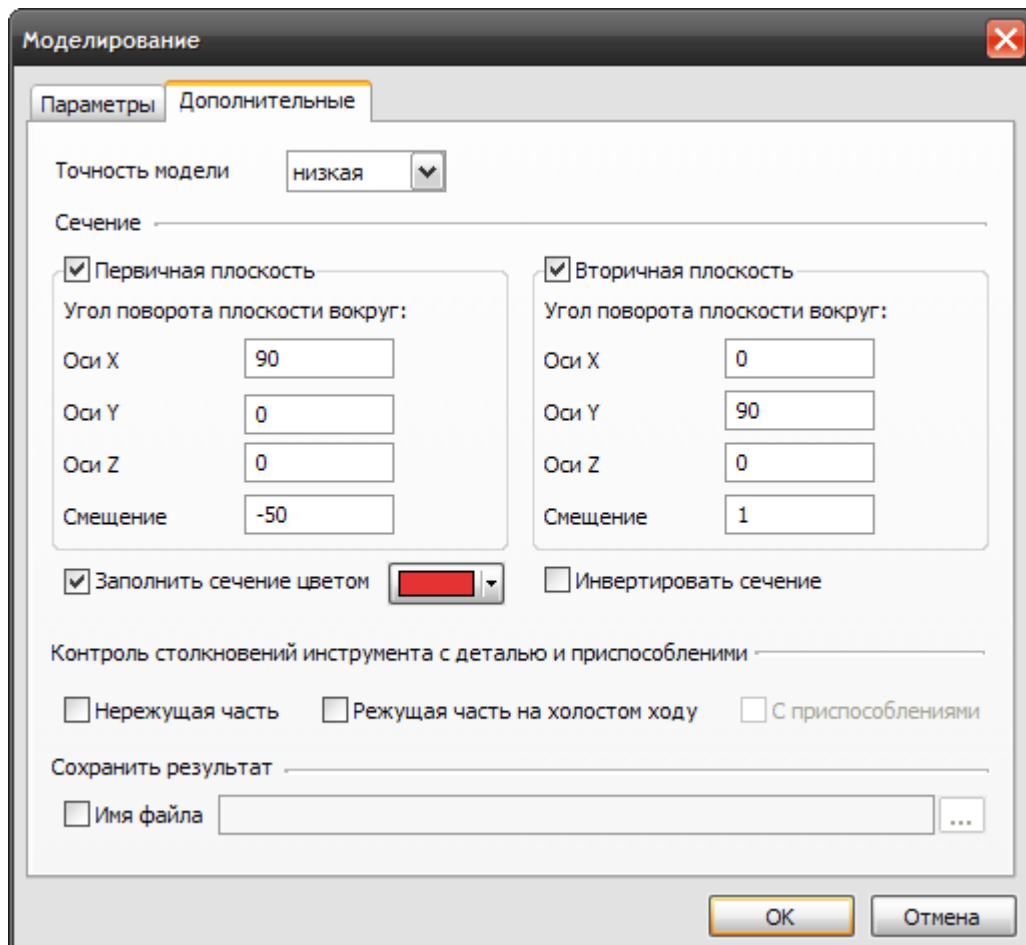 Моделирование
Параметры Дополнительные
Точность модели низкая
Сечение
Первичная плоскость
Угол поворота плоскости вокруг:
Оси X 90
Оси Y 0
Оси Z 0
Смещение -50
Вторичная плоскость
Угол поворота плоскости вокруг:
Оси X 0
Оси Y 90
Оси Z 0
Смещение 1
Заполнить сечение цветом
Инвертировать сечение
Контроль столкновений инструмента с деталью и приспособленими
Нережущая часть Режущая часть на холостом ходу С приспособлениями
Сохранить результат
Имя файла ...
OK Отмена